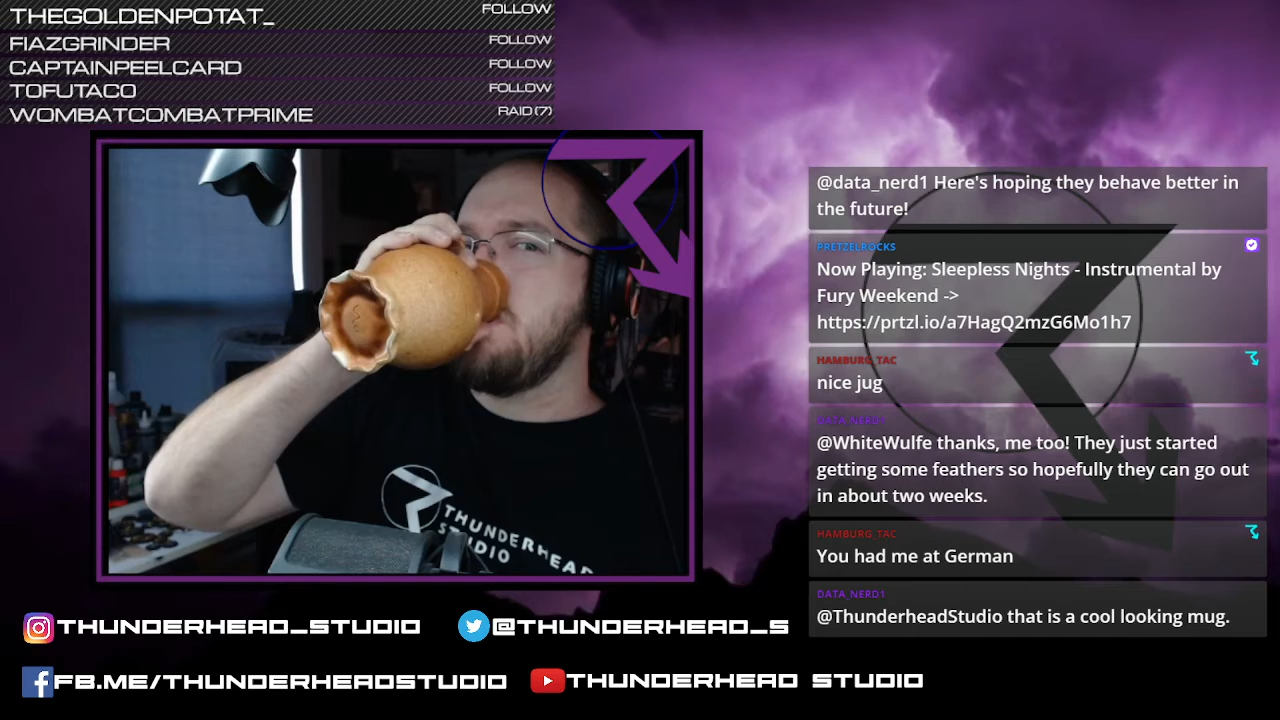 THEGOLDENPOTAT_ FOLLOW
FIAZGRINDER FOLLOW
CAPTAINPEELCARD FOLLOW
TOFUTACO FOLLOW
WOMBATCOMBATPRIME RAID (7)
THUNDERHEAD
STUDIO
@data_nerd1 Here's hoping they behave better in
the future!
PRETZELROCKS
Now Playing: Sleepless Nights - Instrumental by
Fury Weekend ->
https://prtzl.io/a7HagQ2mzG6Mo1h7
HAMBURG_TAC
nice jug
DATA_NERD1
@WhiteWulfe thanks, me too! They just started
getting some feathers so hopefully they can go out
in about two weeks.
HAMBURG_TAC
You had me at German
DATA_NERD1
@ThunderheadStudio that is a cool looking mug.
THUNDERHEAD_STUDIO @THUNDERHEAD_S
FB.ME/THUNDERHEADSTUDIO THUNDERHEAD STUDIO